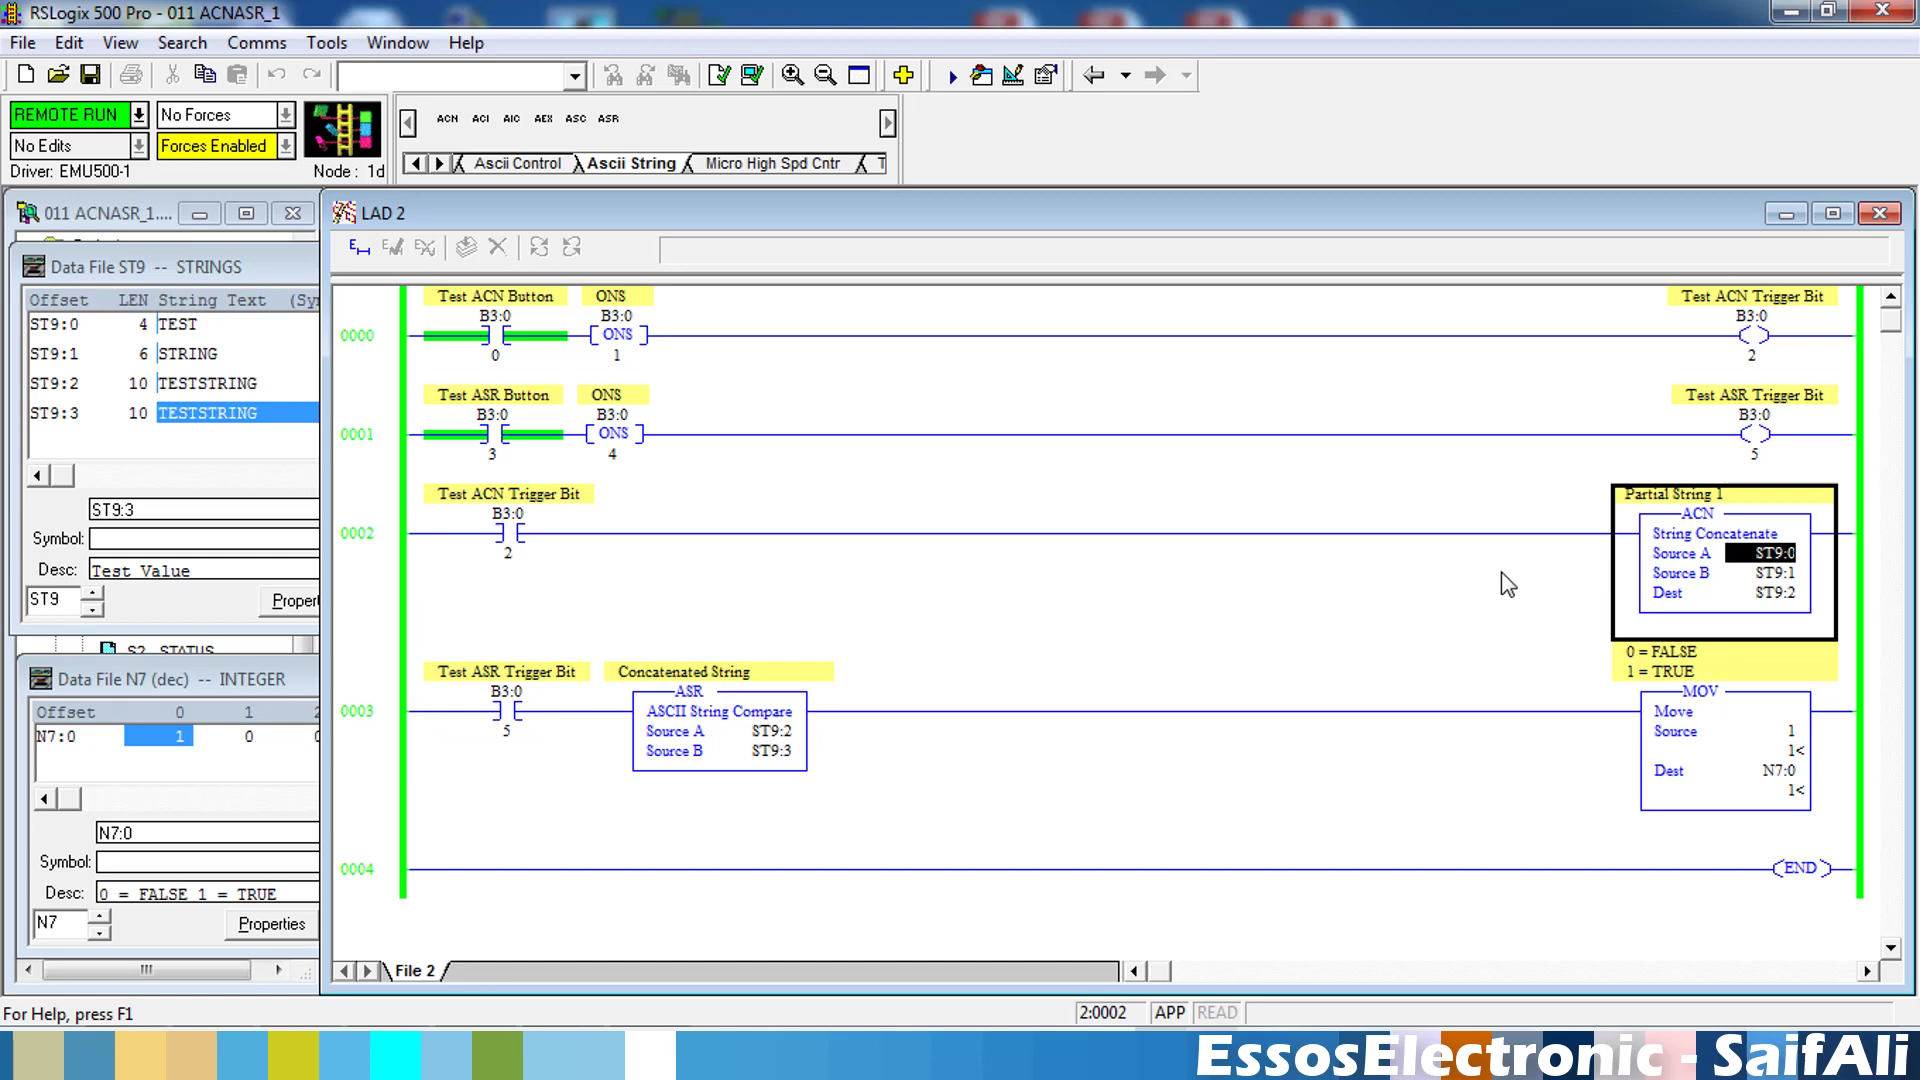 RSLogix 500 Pro - 011 ACNASR_1
File Edit View Search Comms Tools Window Help
REMOTE RUN No Forces
No Edits Forces Enabled
Driver: EMU500-1 Node : 1d
ACN ACI AIC AEX ASC ASR
Ascii Control Ascii String Micro High Spd Cntr T
011 ACNASR_1....
Data File ST9 -- STRINGS
Offset LEN String Text (Sy
ST9:0 4 TEST
ST9:1 6 STRING
ST9:2 10 TESTSTRING
ST9:3 10 TESTSTRING
ST9:3
Symbol:
Desc: Test Value
ST9 Propert
S2 STATUS
Data File N7 (dec) -- INTEGER
Offset 0 1 2
N7:0 1 0 0
N7:0
Symbol:
Desc: 0 = FALSE 1 = TRUE
N7 Properties
LAD 2
Test ACN Button ONS Test ACN Trigger Bit
B3:0 B3:0 B3:0
0000 ONS
0 1 2
Test ASR Button ONS Test ASR Trigger Bit
B3:0 B3:0 B3:0
0001 ONS
3 4 5
Test ACN Trigger Bit Partial String 1
B3:0 ACN
0002 String Concatenate
2 Source A ST9:0
Source B ST9:1
Dest ST9:2
0 = FALSE
Test ASR Trigger Bit Concatenated String 1 = TRUE
B3:0 ASR MOV
0003 ASCII String Compare Move
5 Source A ST9:2 Source 1
Source B ST9:3 1<
Dest N7:0
1<
0004 END
File 2
For Help, press F1 2:0002 APP READ
EssosElectronic - SaifAli